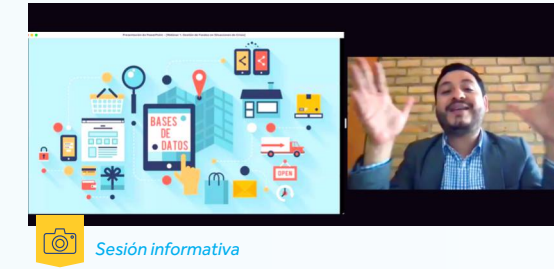 BASES
DE
DATOS
OPEN
Sesión informativa